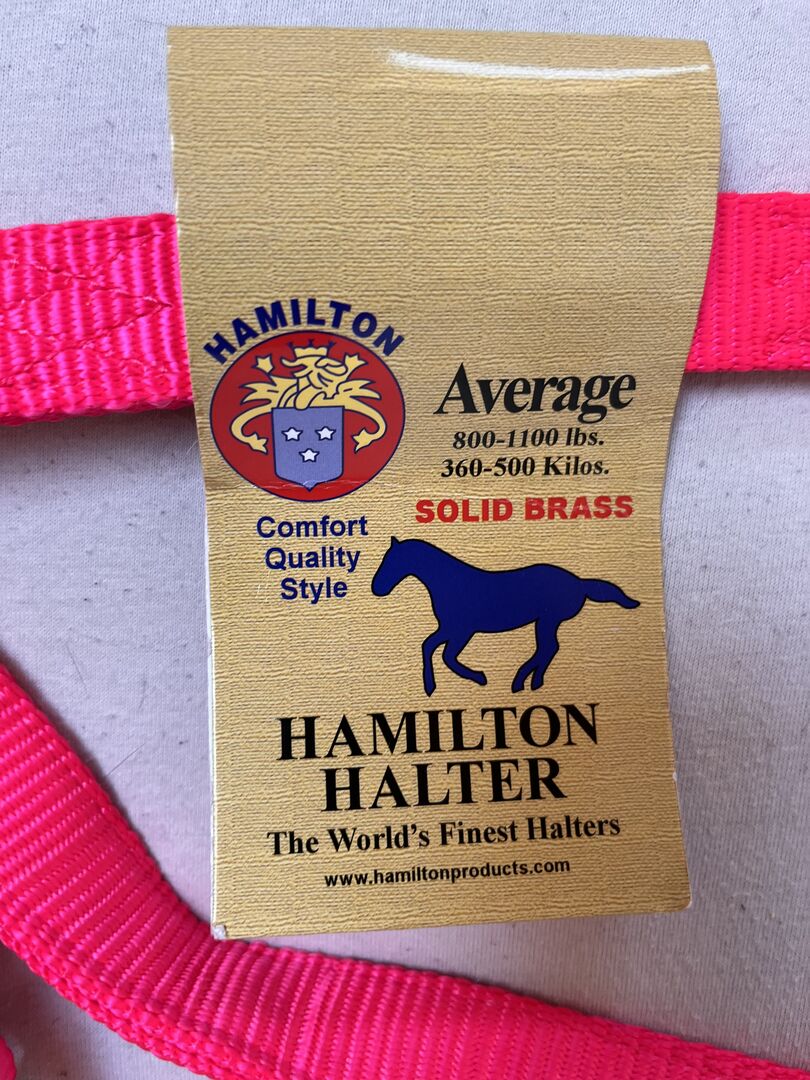 HAMILTON
Average
800-1100 lbs.
360-500 Kilos.
SOLID BRASS
Comfort
Quality
Style
HAMILTON
HALTER
The World's Finest Halters
www.hamiltonproducts.com